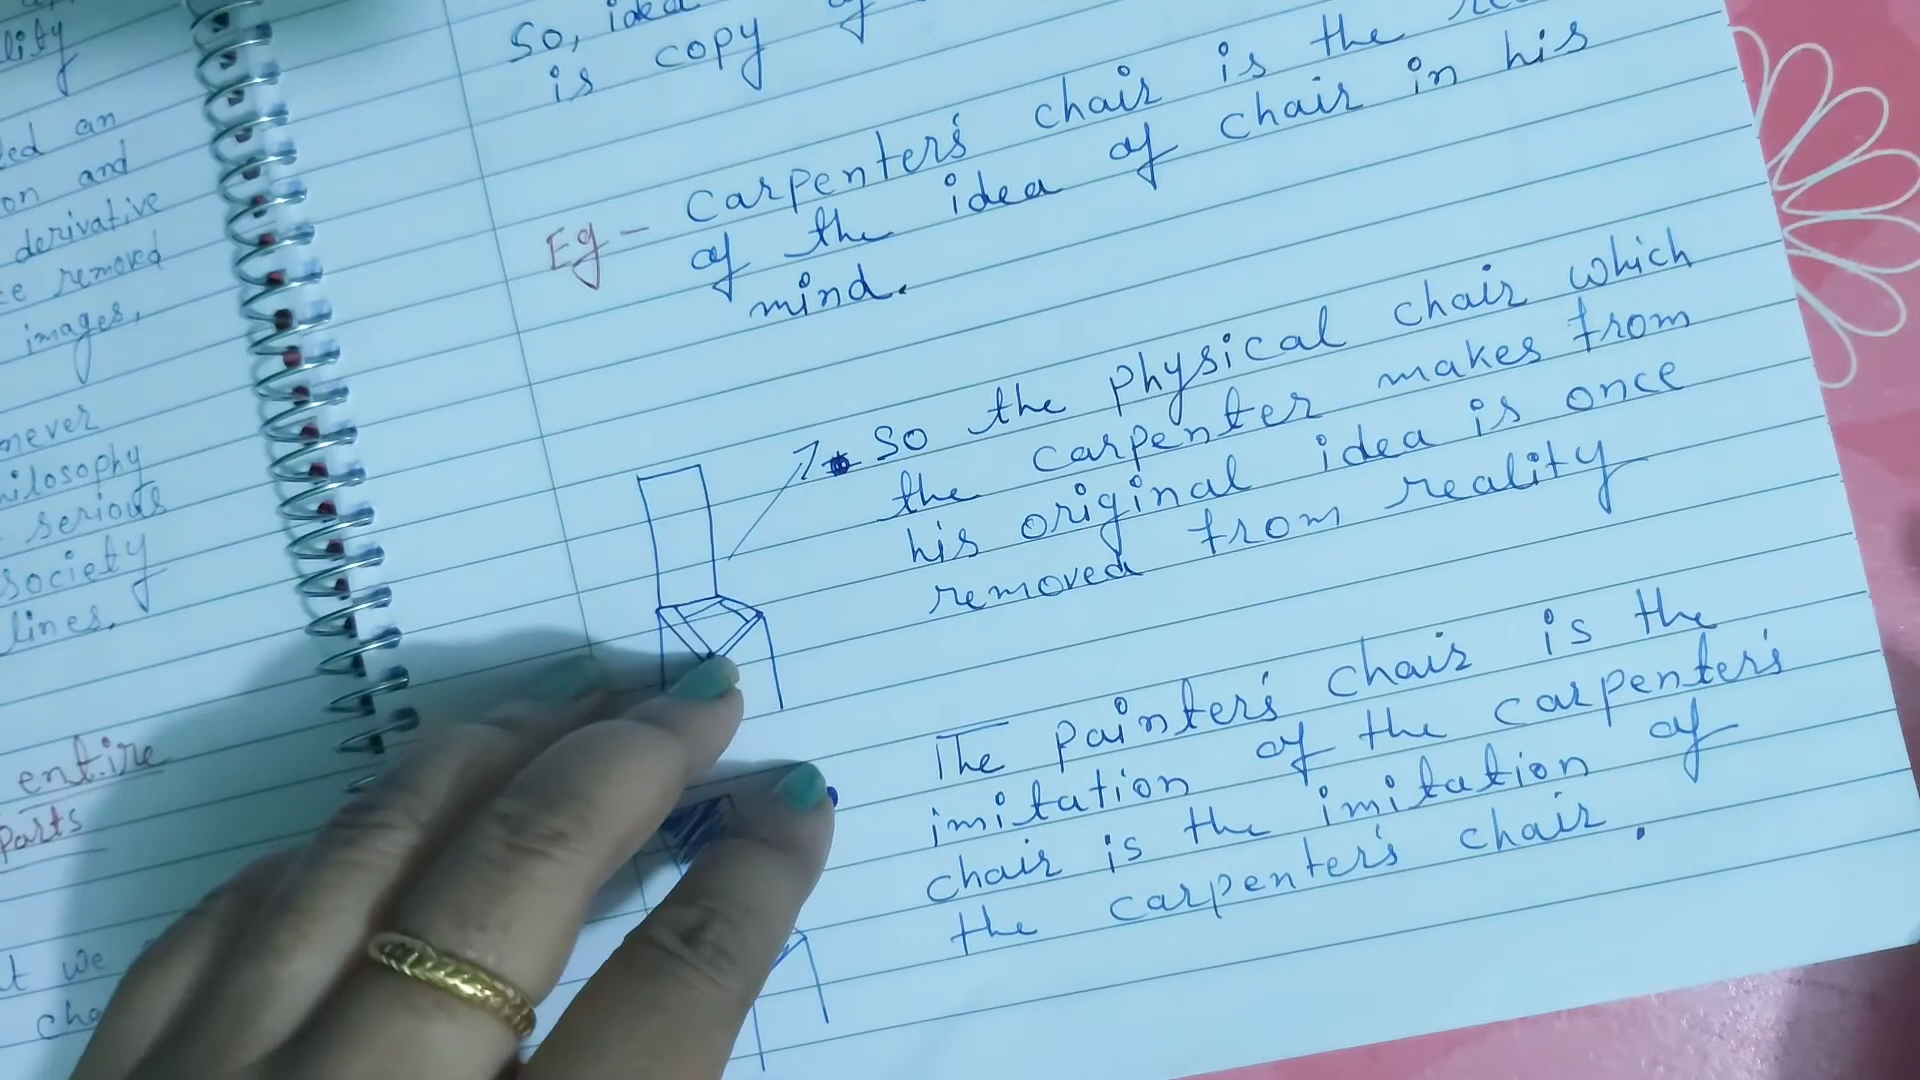 lity
an
on and
derivative
removed
images,
never
serious
society
lines.
entire
Parts
we
So, idea
is copy of
Eg - Carpenter's chair is the
of the idea of chair in his
mind.
So the physical chair which
the carpenter makes from
his original idea is once
removed from reality
The painter's chair is the
imitation of the carpenter's
chair is the imitation of
the carpenter's chair.